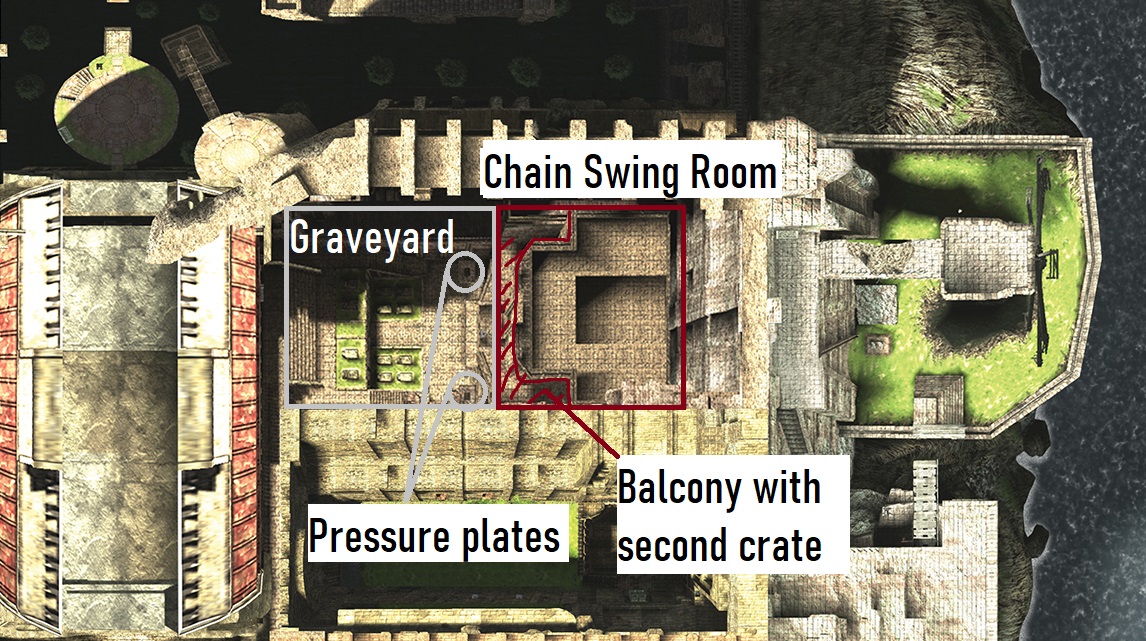 Chain Swing Room
Graveyard
Pressure plates
Balcony with
second crate